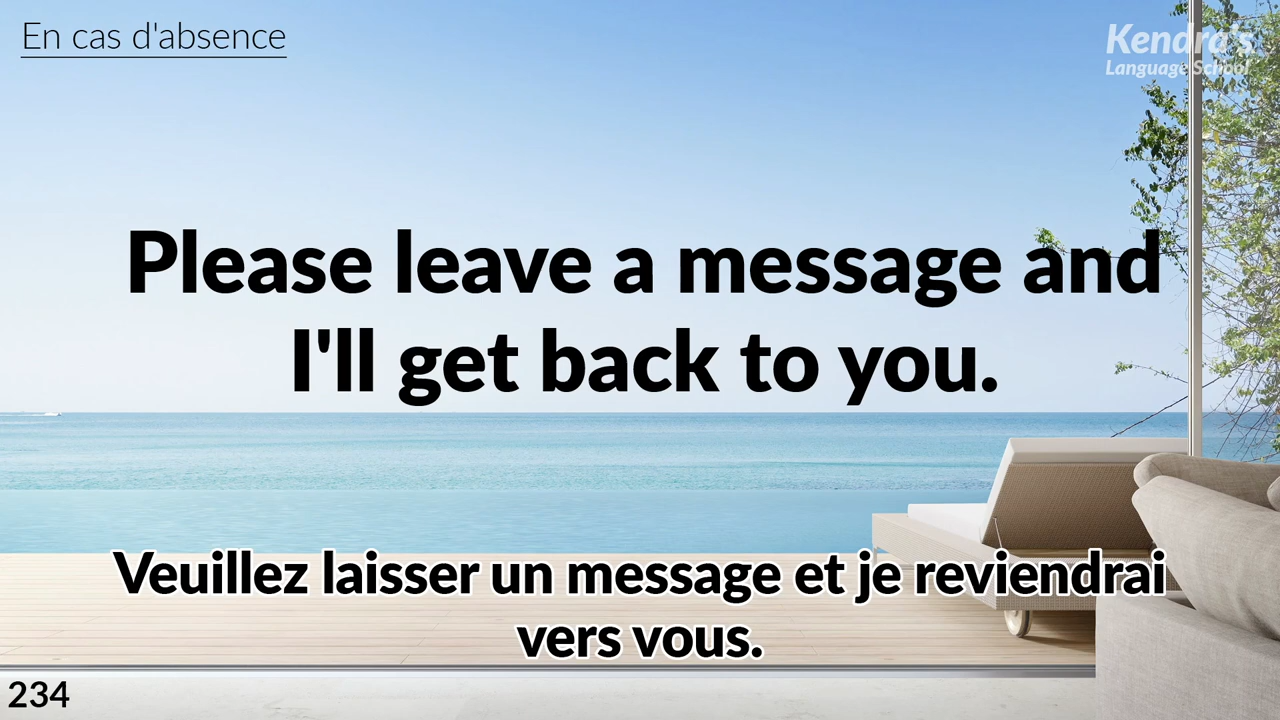 En cas d'absence
Kendra's
Language School
Please leave a message and
I'll get back to you.
Veuillez laisser un message et je reviendrai
vers vous.
234